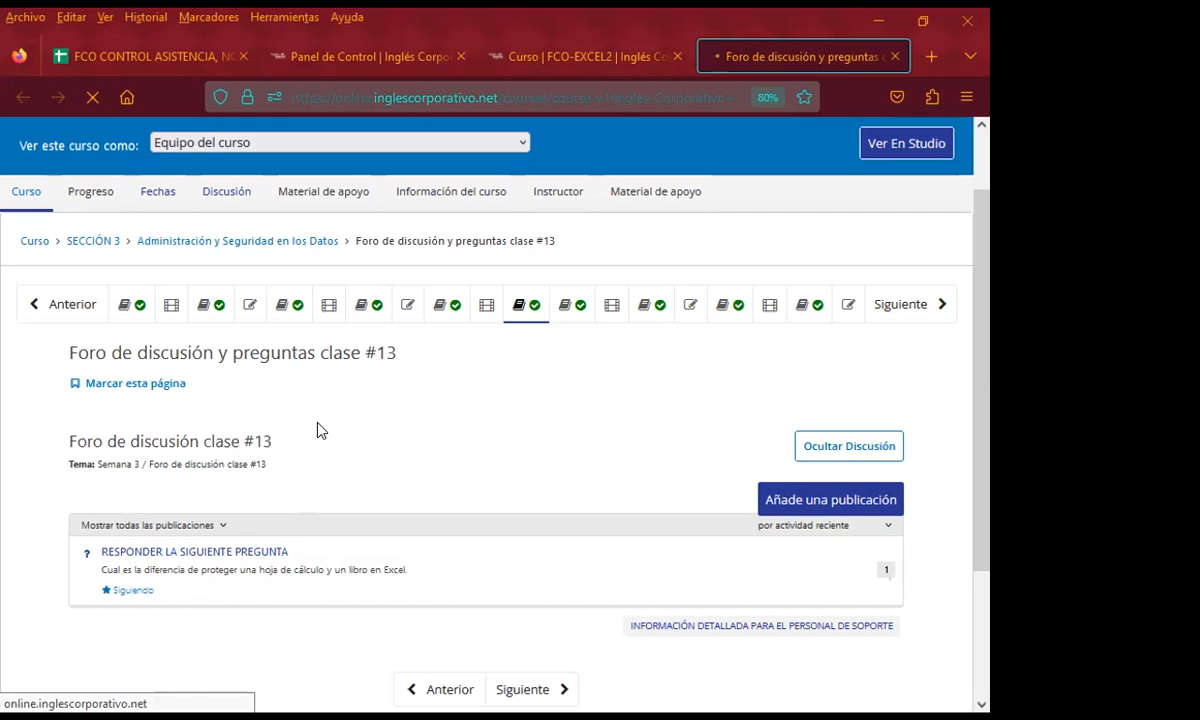 Archivo Editar Ver Historial Marcadores Herramientas Ayuda
FCO CONTROL ASISTENCIA, NO Panel de Control | Inglés Corpo Curso | FCO-EXCEL2 | Inglés Co Foro de discusión y preguntas c
https://online.inglescorporativo.net/courses/course-v1:Ingles-Corporativo+ 80%
Ver este curso como: Equipo del curso Ver En Studio
Curso Progreso Fechas Discusión Material de apoyo Información del curso Instructor Material de apoyo
Curso > SECCIÓN 3 > Administración y Seguridad en los Datos > Foro de discusión y preguntas clase #13
Anterior Siguiente
Foro de discusión y preguntas clase #13
Marcar esta página
Foro de discusión clase #13
Ocultar Discusión
Tema: Semana 3 / Foro de discusión clase #13
Añade una publicación
Mostrar todas las publicaciones por actividad reciente
? RESPONDER LA SIGUIENTE PREGUNTA
Cual es la diferencia de proteger una hoja de cálculo y un libro en Excel.
1
Siguiendo
INFORMACIÓN DETALLADA PARA EL PERSONAL DE SOPORTE
Anterior Siguiente
online.inglescorporativo.net